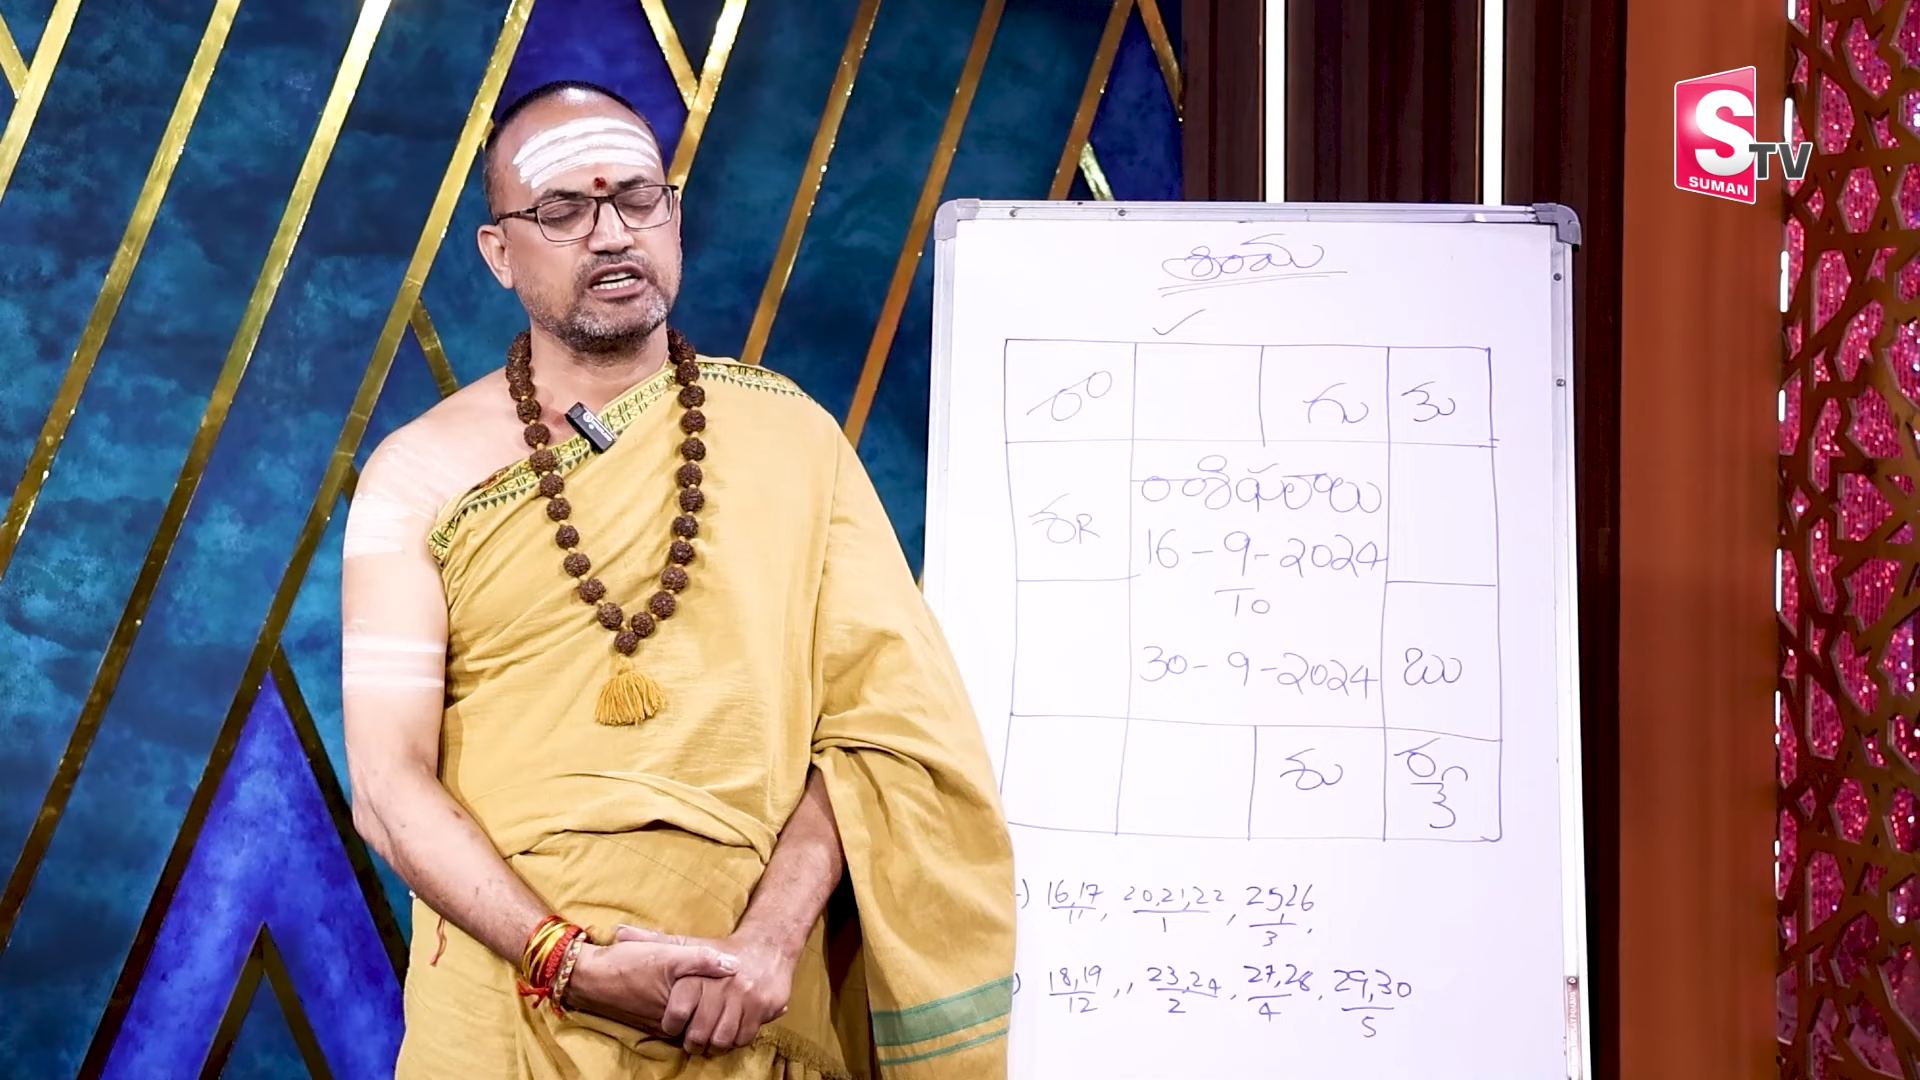 S TV
SUMAN
శ్రీరామ
రా గు కు
రాశిఫలాలు
శR
16-9-2024
To
30-9-2024
బు
శు ర
కే
16,17, 20,21,22, 25,26
11 1 3
18,19,, 23,24, 27,28, 29,30
12 2 4 5